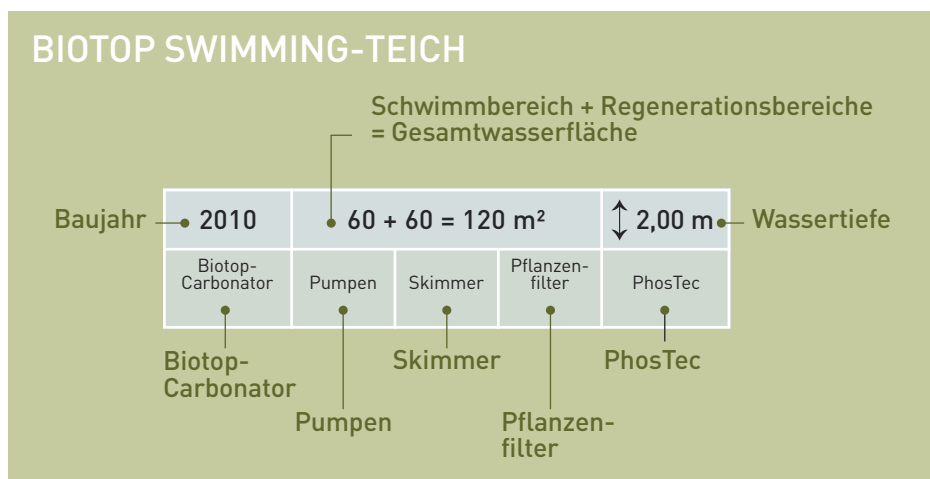 BIOTOP SWIMMING-TEICH
Schwimmbereich + Regenerationsbereiche
= Gesamtwasserfläche
Baujahr
2010
60 + 60 = 120 m²
2,00 m
Wassertiefe
Biotop-
Carbonator
Pumpen
Skimmer
Pflanzen-
filter
PhosTec
Biotop-
Carbonator
Skimmer
PhosTec
Pumpen
Pflanzen-
filter